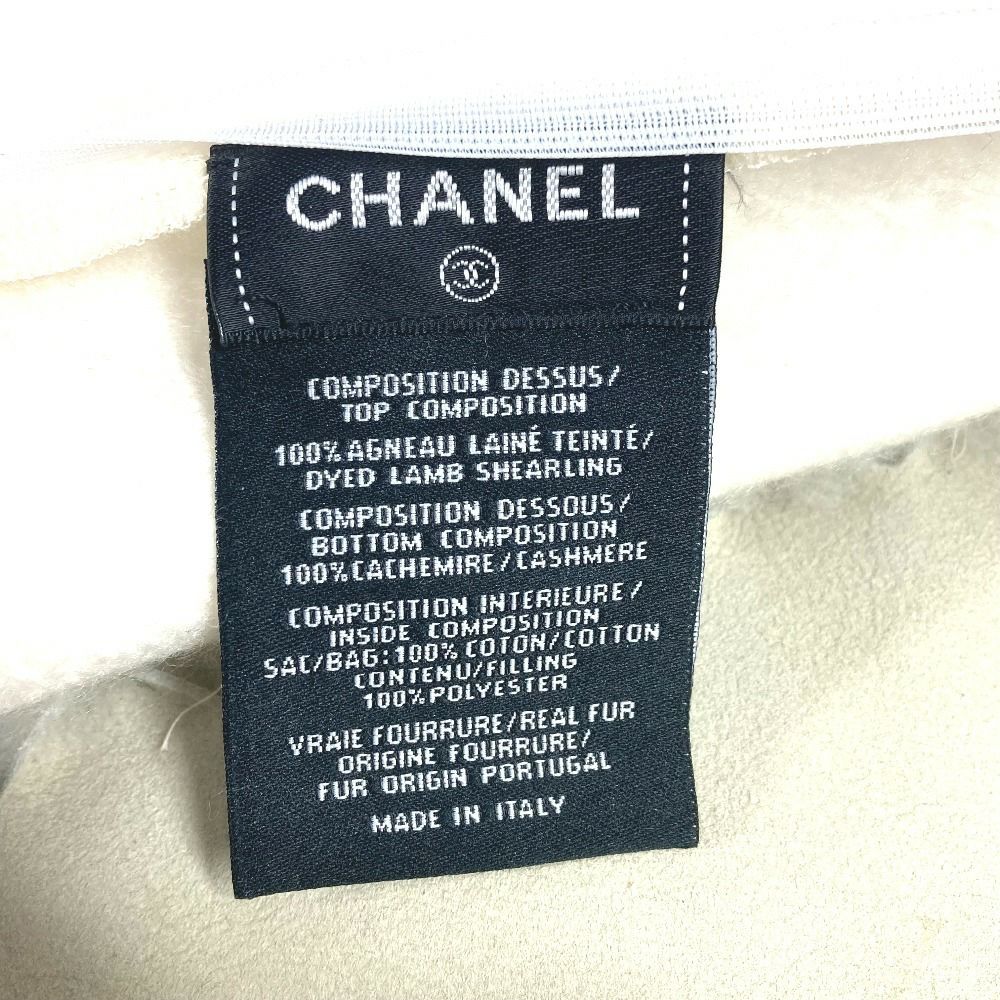 CHANEL
COMPOSITION DESSUS/
TOP COMPOSITION
100% AGNEAU LAINÉ TEINTÉ/
DYED LAMB SHEARLING
COMPOSITION DESSOUS/
BOTTOM COMPOSITION
100% CACHEMIRE/CASHMERE
COMPOSITION INTERIEURE/
INSIDE COMPOSITION
SAC/BAG: 100% COTON/COTTON
CONTENU/FILLING
100% POLYESTER
VRAIE FOURRURE/REAL FUR
ORIGINE FOURRURE/
FUR ORIGIN PORTUGAL
MADE IN ITALY